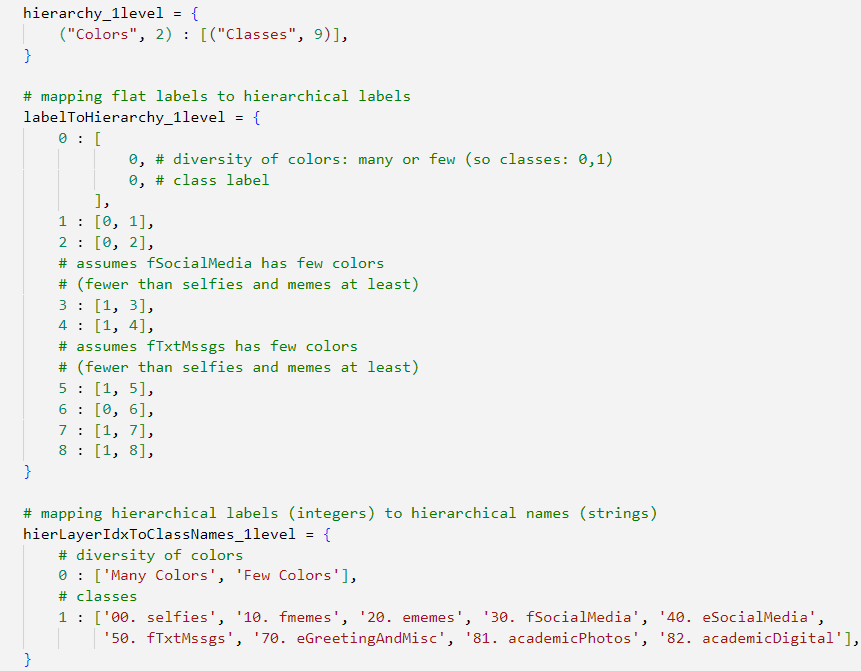 hierarchy_1level = {
    ("Colors", 2) : [("Classes", 9)],
}

# mapping flat labels to hierarchical labels
labelToHierarchy_1level = {
    0 : [
            0, # diversity of colors: many or few (so classes: 0,1)
            0, # class label
        ],
    1 : [0, 1],
    2 : [0, 2],
    # assumes fSocialMedia has few colors
    # (fewer than selfies and memes at least)
    3 : [1, 3],
    4 : [1, 4],
    # assumes fTxtMssgs has few colors
    # (fewer than selfies and memes at least)
    5 : [1, 5],
    6 : [0, 6],
    7 : [1, 7],
    8 : [1, 8],
}

# mapping hierarchical labels (integers) to hierarchical names (strings)
hierLayerIdxToClassNames_1level = {
    # diversity of colors
    0 : ['Many Colors', 'Few Colors'],
    # classes
    1 : ['00. selfies', '10. fmemes', '20. ememes', '30. fSocialMedia', '40. eSocialMedia',
         '50. fTxtMssgs', '70. eGreetingAndMisc', '81. academicPhotos', '82. academicDigital'],
}